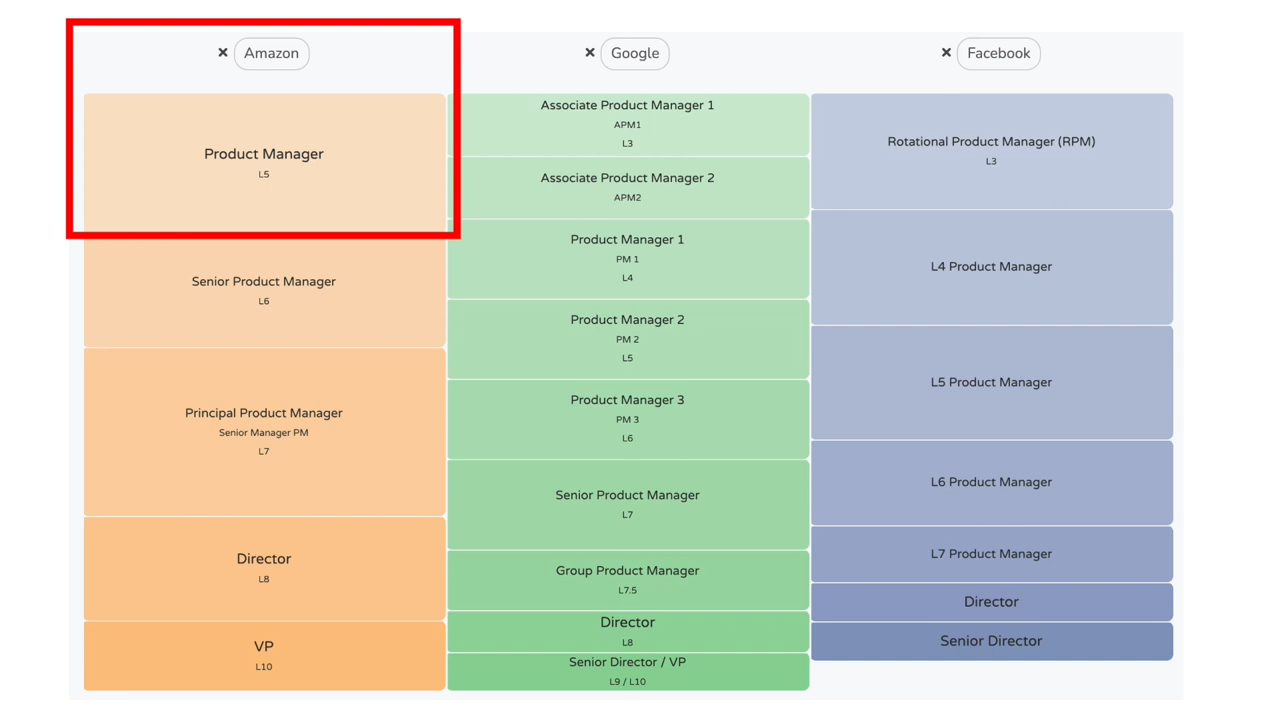 × Amazon
Product Manager
L5
Senior Product Manager
L6
Principal Product Manager
Senior Manager PM
L7
Director
L8
VP
L10
× Google
Associate Product Manager 1
APM1
L3
Associate Product Manager 2
APM2
Product Manager 1
PM 1
L4
Product Manager 2
PM 2
L5
Product Manager 3
PM 3
L6
Senior Product Manager
L7
Group Product Manager
L7.5
Director
L8
Senior Director / VP
L9 / L10
× Facebook
Rotational Product Manager (RPM)
L3
L4 Product Manager
L5 Product Manager
L6 Product Manager
L7 Product Manager
Director
Senior Director